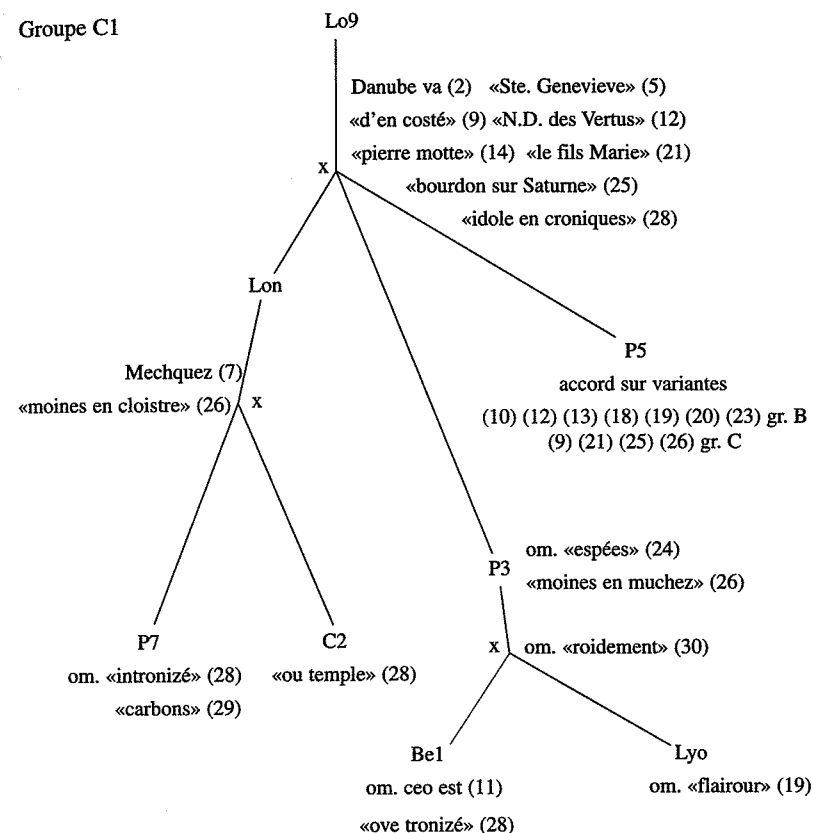 Groupe C1
Lo9
Danube va (2) «Ste. Genevieve» (5)
«d'en costé» (9) «N.D. des Vertus» (12)
«pierre motte» (14) «le fils Marie» (21)
x
«bourdon sur Saturne» (25)
«idole en croniques» (28)
Lon
P5
accord sur variantes
(10) (12) (13) (18) (19) (20) (23) gr. B
(9) (21) (25) (26) gr. C
Mechquez (7)
«moines en cloistre» (26) x
P3
om. «espées» (24)
«moines en muchez» (26)
P7
om. «intronizé» (28)
«carbons» (29)
C2
«ou temple» (28)
x om. «roidement» (30)
Be1
om. ceo est (11)
«ove tronizé» (28)
Lyo
om. «flairour» (19)